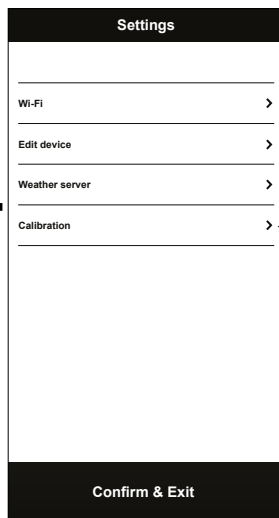 Settings
Wi-Fi
Edit device
Weather server
Calibration
Confirm & Exit